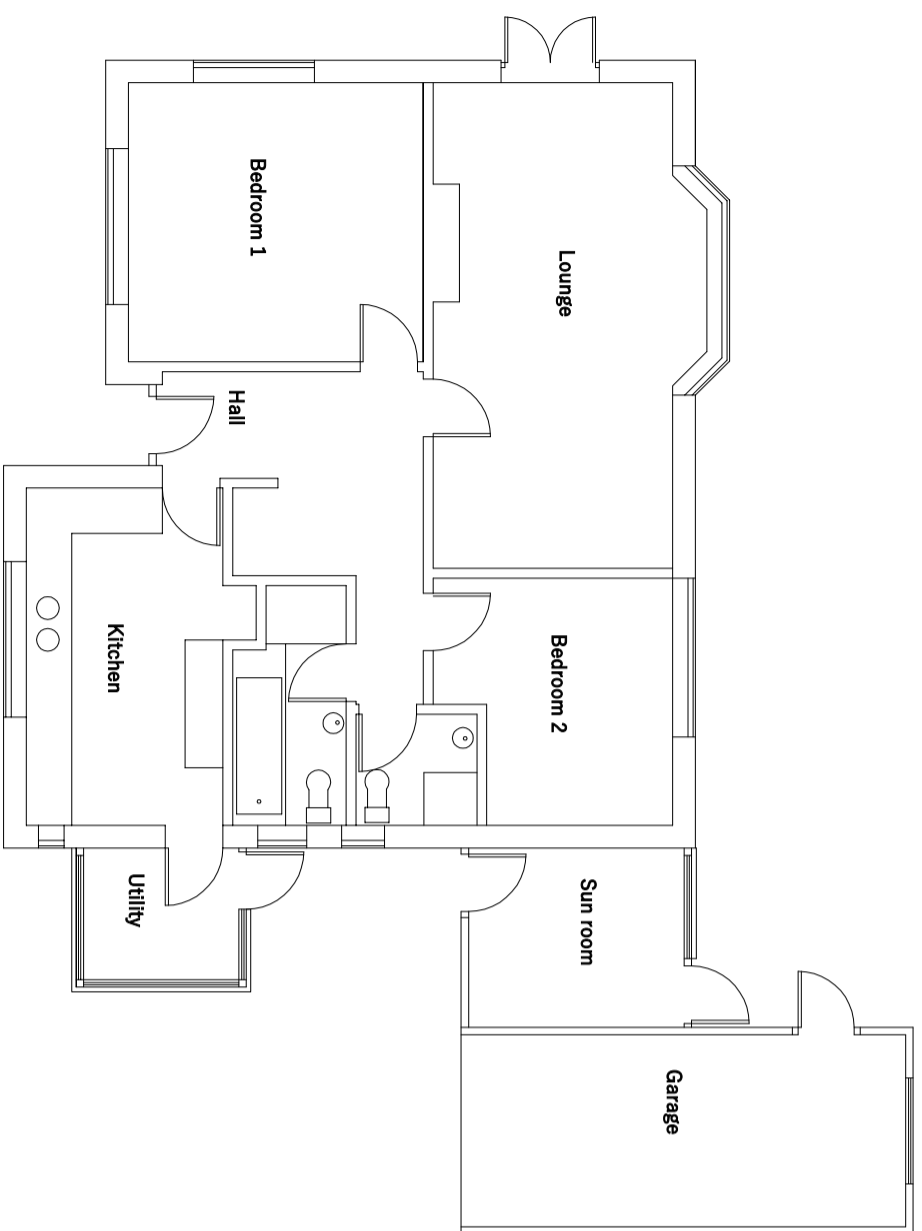 Lounge
Bedroom 1
Hall
Bedroom 2
Kitchen
Sun room
Utility
Garage